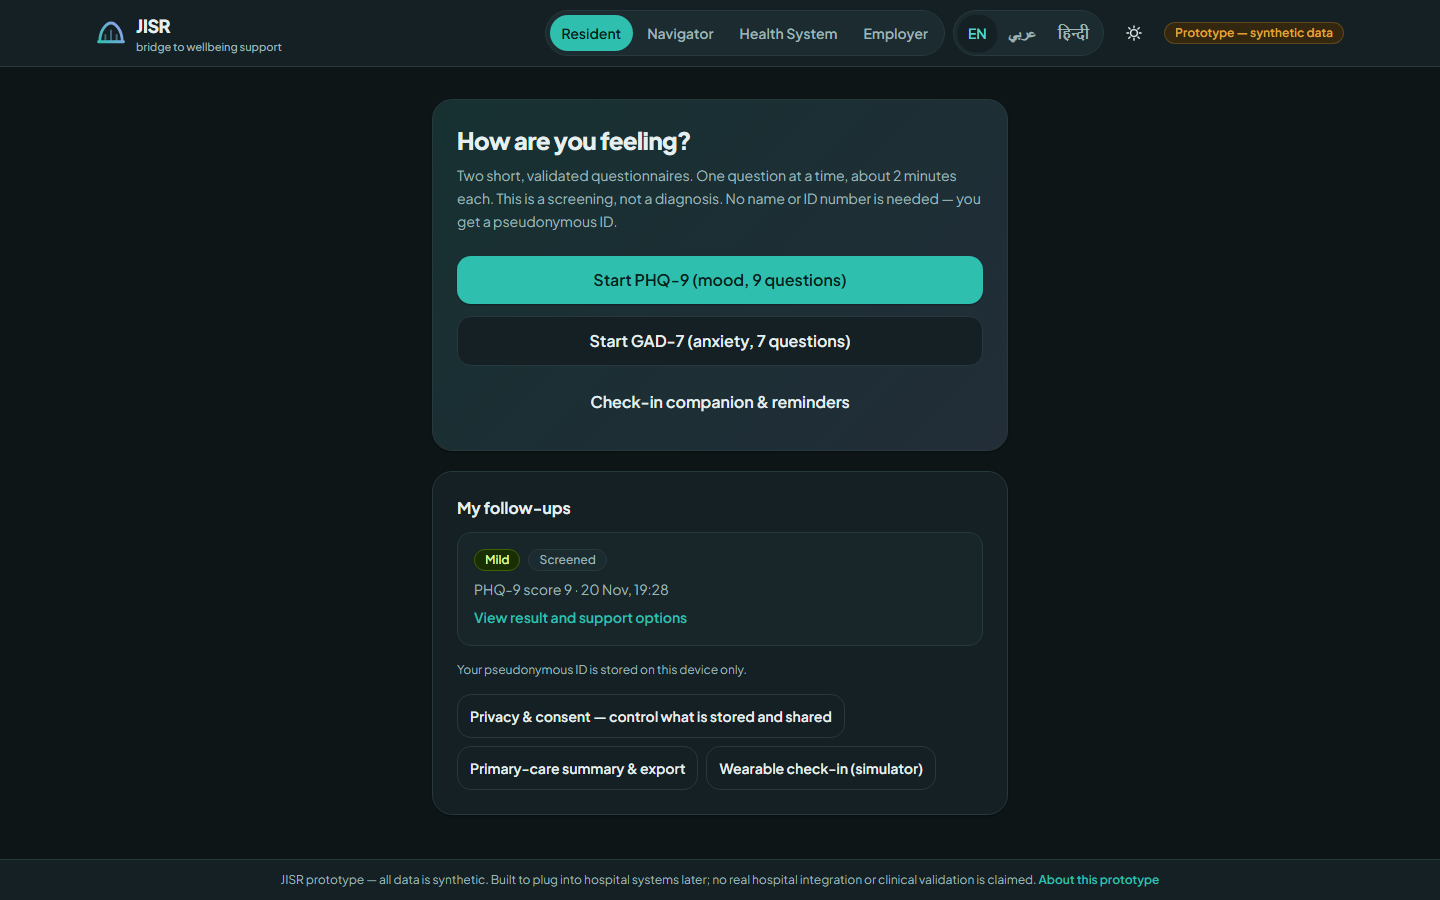 JISR
bridge to wellbeing support
Resident
Navigator
Health System
Employer
EN
عربي
हिन्दी
Prototype — synthetic data
How are you feeling?
Two short, validated questionnaires. One question at a time, about 2 minutes
each. This is a screening, not a diagnosis. No name or ID number is needed — you
get a pseudonymous ID.
Start PHQ-9 (mood, 9 questions)
Start GAD-7 (anxiety, 7 questions)
Check-in companion & reminders
My follow-ups
Mild
Screened
PHQ-9 score 9 · 20 Nov, 19:28
View result and support options
Your pseudonymous ID is stored on this device only.
Privacy & consent — control what is stored and shared
Primary-care summary & export
Wearable check-in (simulator)
JISR prototype — all data is synthetic. Built to plug into hospital systems later; no real hospital integration or clinical validation is claimed. About this prototype